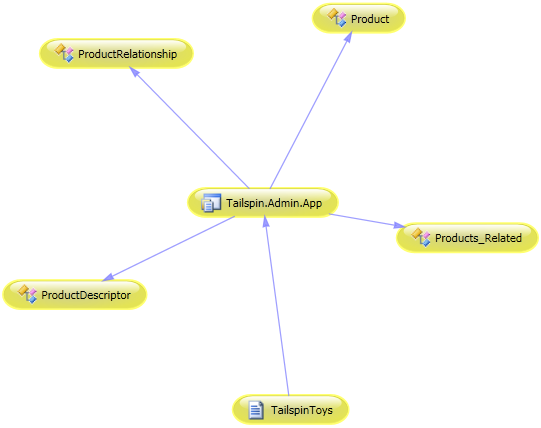 Product
ProductRelationship
Tailspin.Admin.App
Products_Related
ProductDescriptor
TailspinToys